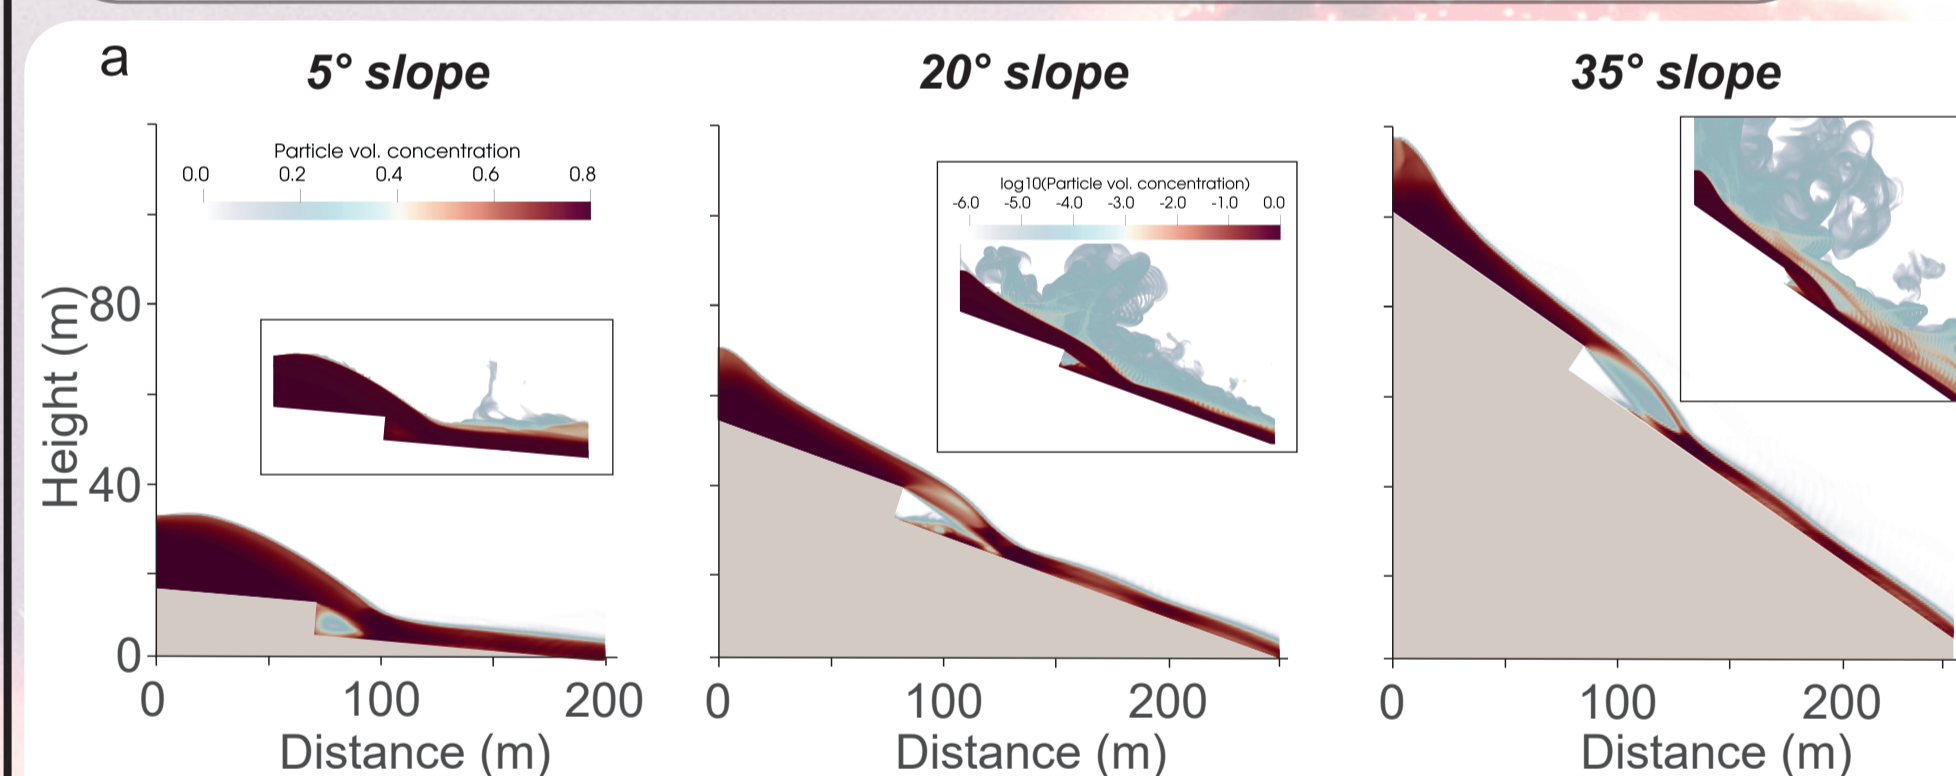 a
5° slope
20° slope
35° slope
Particle vol. concentration
0.0 0.2 0.4 0.6 0.8
log10(Particle vol. concentration)
-6.0 -5.0 -4.0 -3.0 -2.0 -1.0 0.0
Height (m)
80
40
0
0 100 200
0 100 200
0 100 200
Distance (m)
Distance (m)
Distance (m)